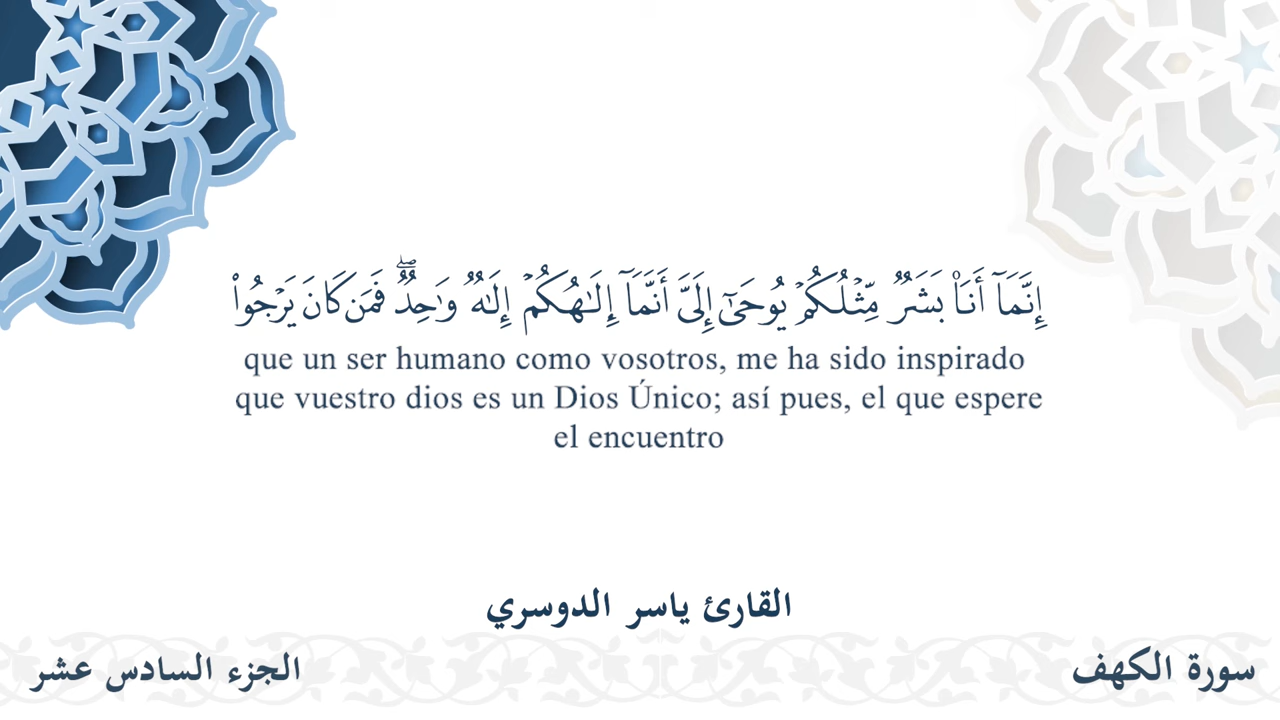 إِنَّمَآ أَنَا۠ بَشَرٌۭ مِّثْلُكُمْ يُوحَىٰٓ إِلَىَّ أَنَّمَآ إِلَـٰهُكُمْ إِلَـٰهٌۭ وَٰحِدٌۭ ۖ فَمَن كَانَ يَرْجُوا۟
que un ser humano como vosotros, me ha sido inspirado
que vuestro dios es un Dios Único; así pues, el que espere
el encuentro
القارئ ياسر الدوسري
سورة الكهف
الجزء السادس عشر